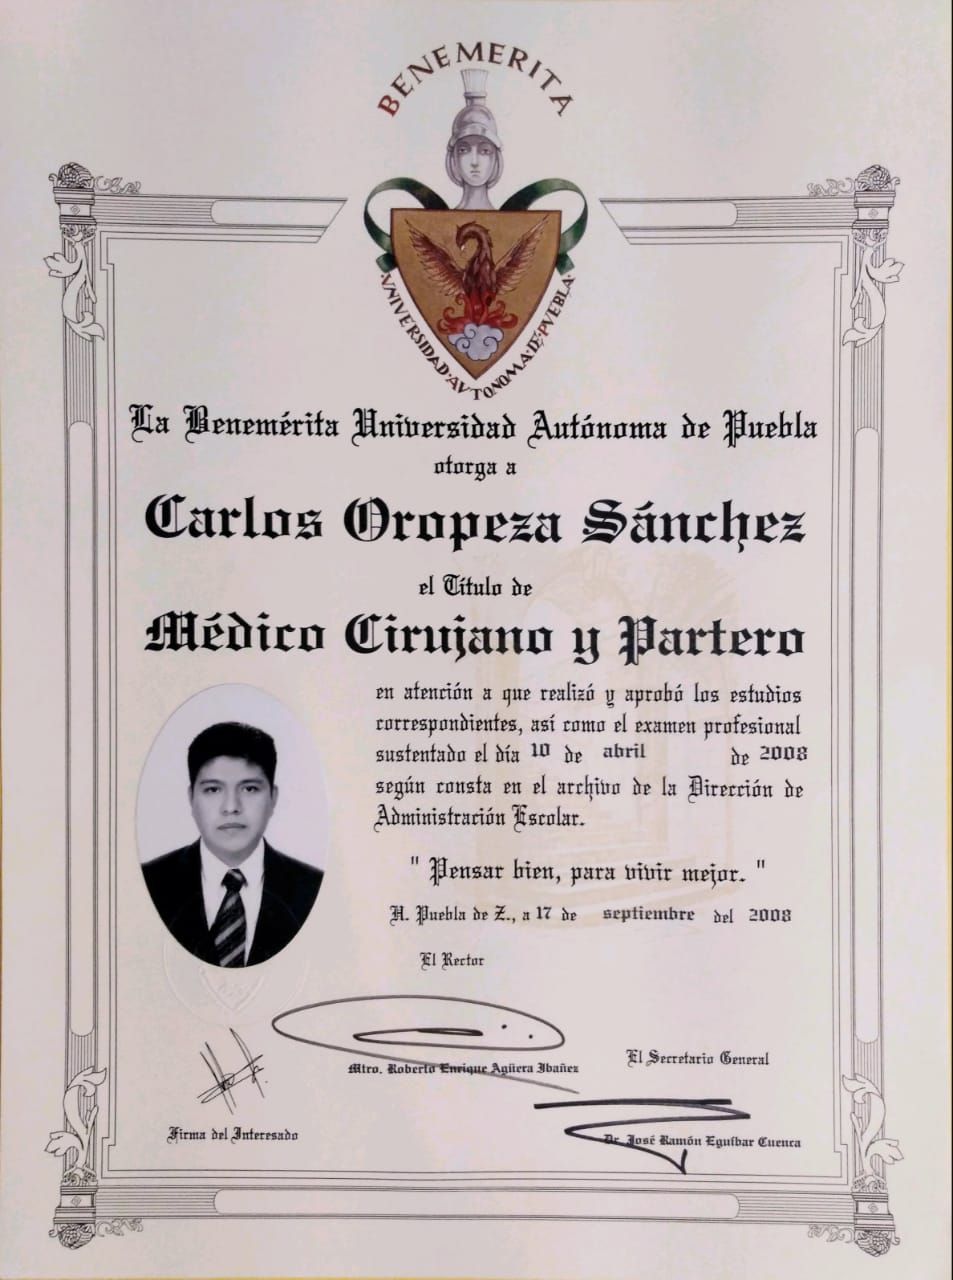 BENEMERITA
·UNIVERSIDAD·AVTONOMA·DE·PVEBLA·
La Benemérita Universidad Autónoma de Puebla
otorga a
Carlos Oropeza Sánchez
el Título de
Médico Cirujano y Partero
en atención a que realizó y aprobó los estudios
correspondientes, así como el examen profesional
sustentado el día 10 de abril de 2008
según consta en el archivo de la Dirección de
Administración Escolar.
" Pensar bien, para vivir mejor. "
H. Puebla de Z., a 17 de septiembre del 2008
El Rector
Mtro. Roberto Enrique Agüera Ibañez
El Secretario General
Firma del Interesado
Dr. José Ramón Eguíbar Cuenca